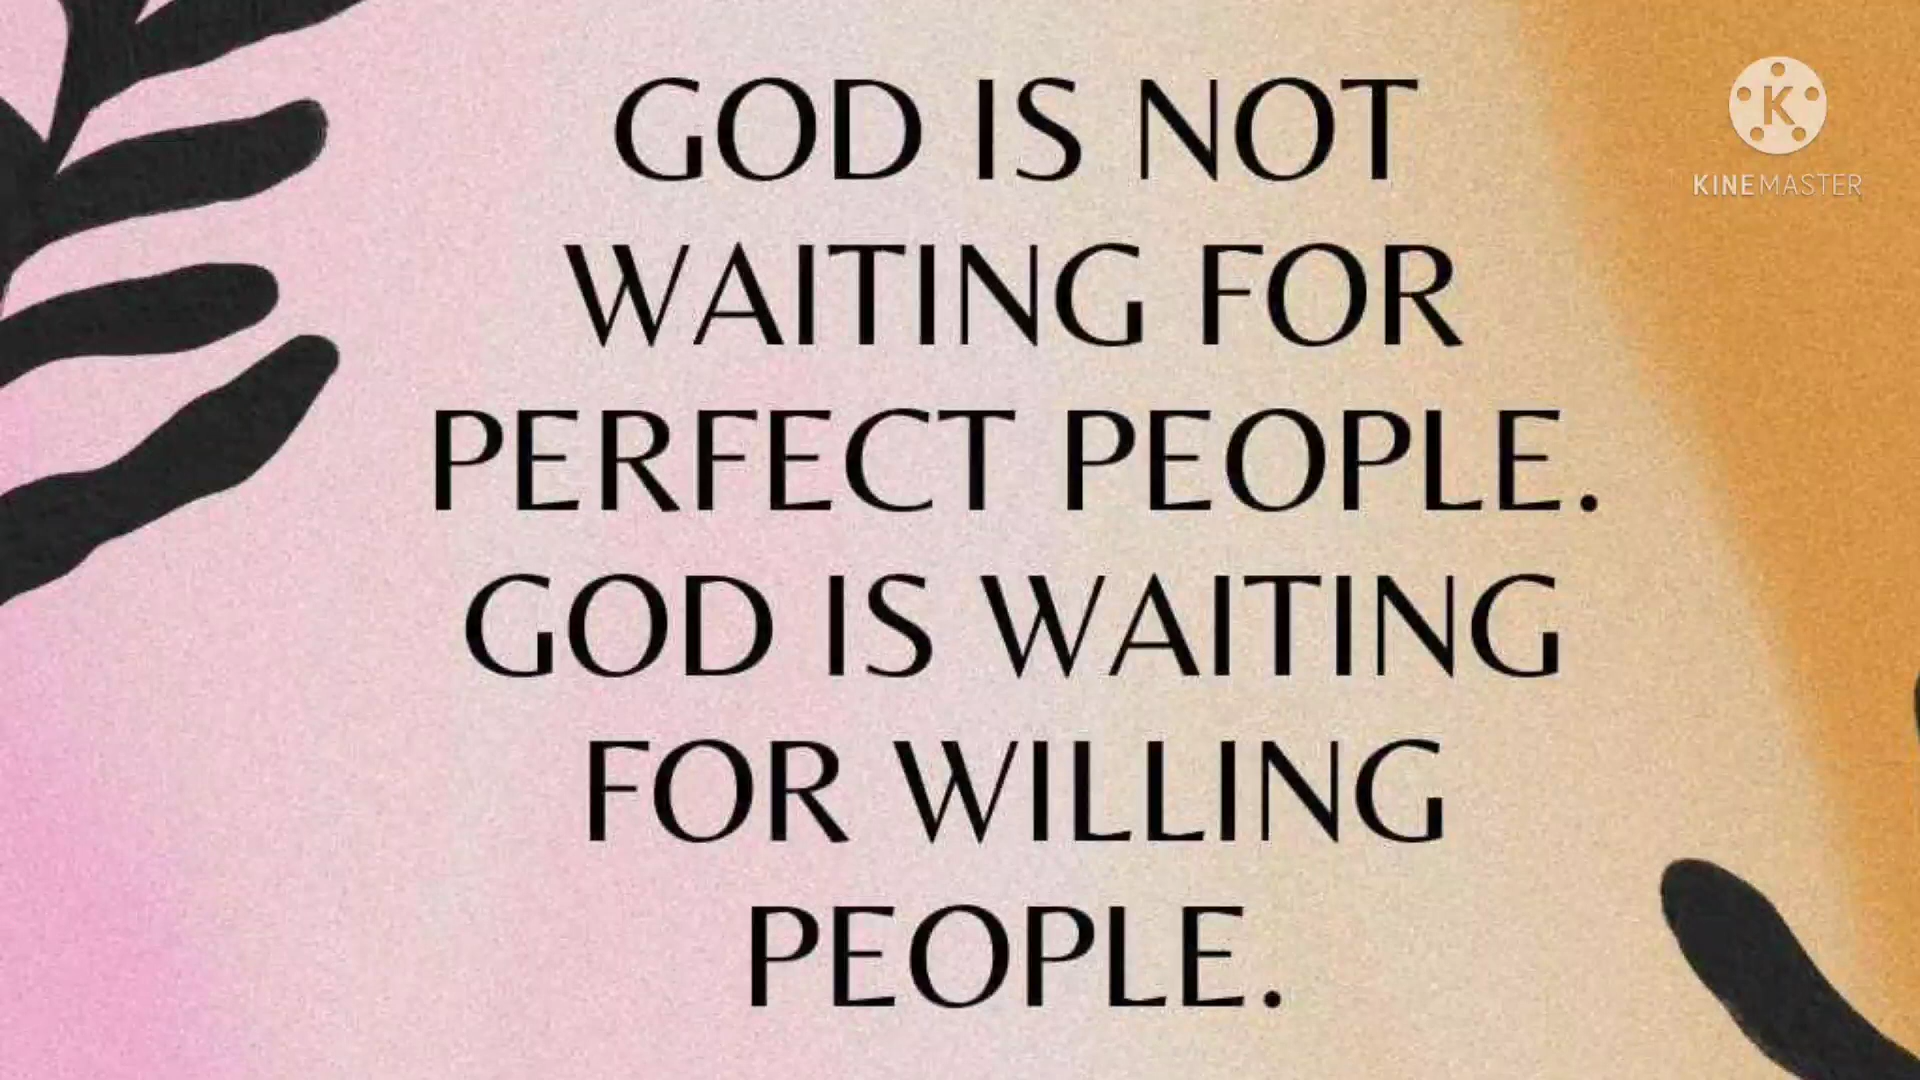 GOD IS NOT
WAITING FOR
PERFECT PEOPLE.
GOD IS WAITING
FOR WILLING
PEOPLE.
K
KINEMASTER